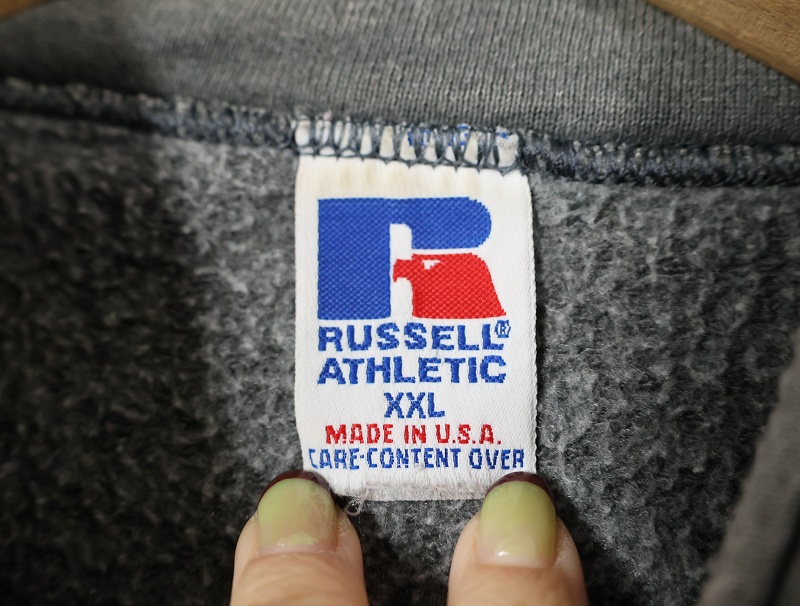 R
RUSSELL®
ATHLETIC
XXL
MADE IN U.S.A.
CARE-CONTENT OVER